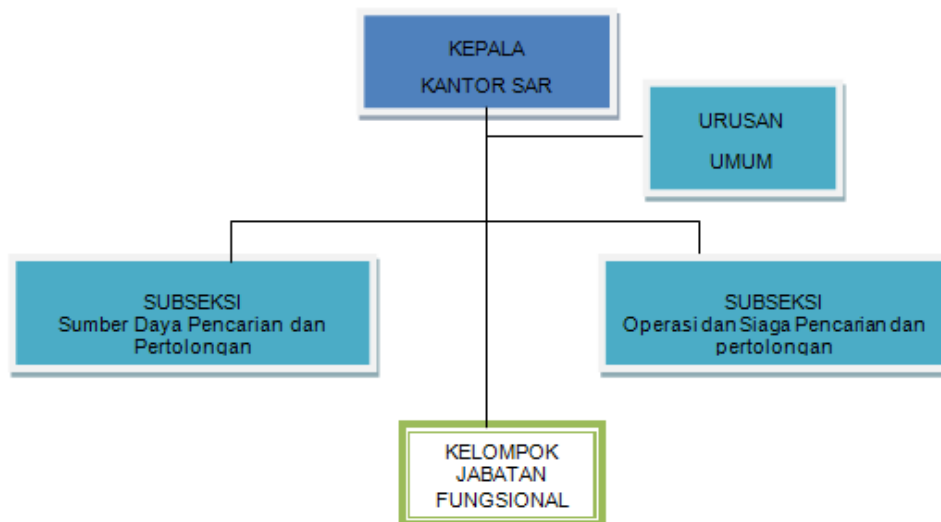 KEPALA
KANTOR SAR
URUSAN
UMUM
SUBSEKSI
Sumber Daya Pencarian dan
Pertolongan
SUBSEKSI
Operasi dan Siaga Pencarian dan
pertolongan
KELOMPOK
JABATAN
FUNGSIONAL